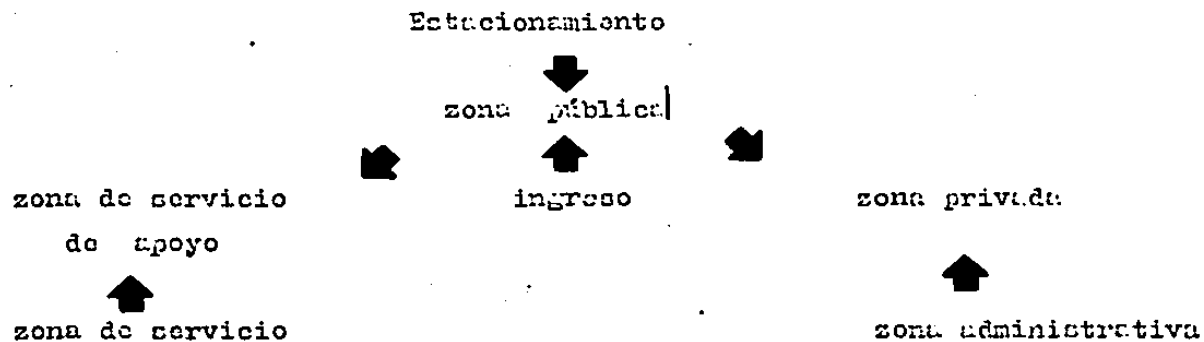 Estacionamiento
zona pública
zona de servicio ingreso zona privada
de apoyo
zona de servicio zona administrativa